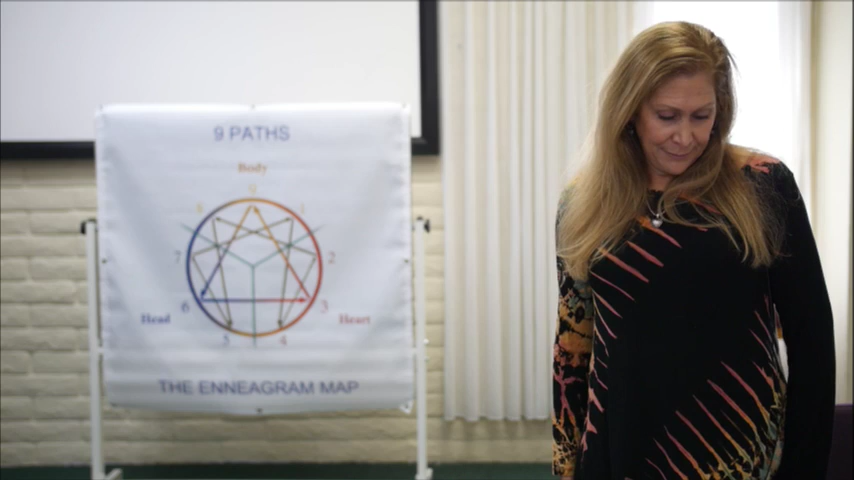 9 PATHS
Body
9
8 1
7 2
6 3
Head Heart
5 4
THE ENNEAGRAM MAP